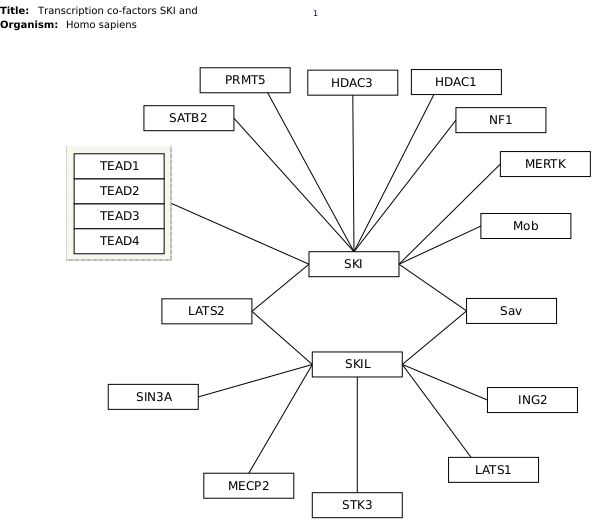 Title: Transcription co-factors SKI and
1
Organism: Homo sapiens
PRMT5
HDAC3
HDAC1
SATB2
NF1
TEAD1
MERTK
TEAD2
TEAD3
Mob
TEAD4
SKI
LATS2
Sav
SKIL
SIN3A
ING2
LATS1
MECP2
STK3